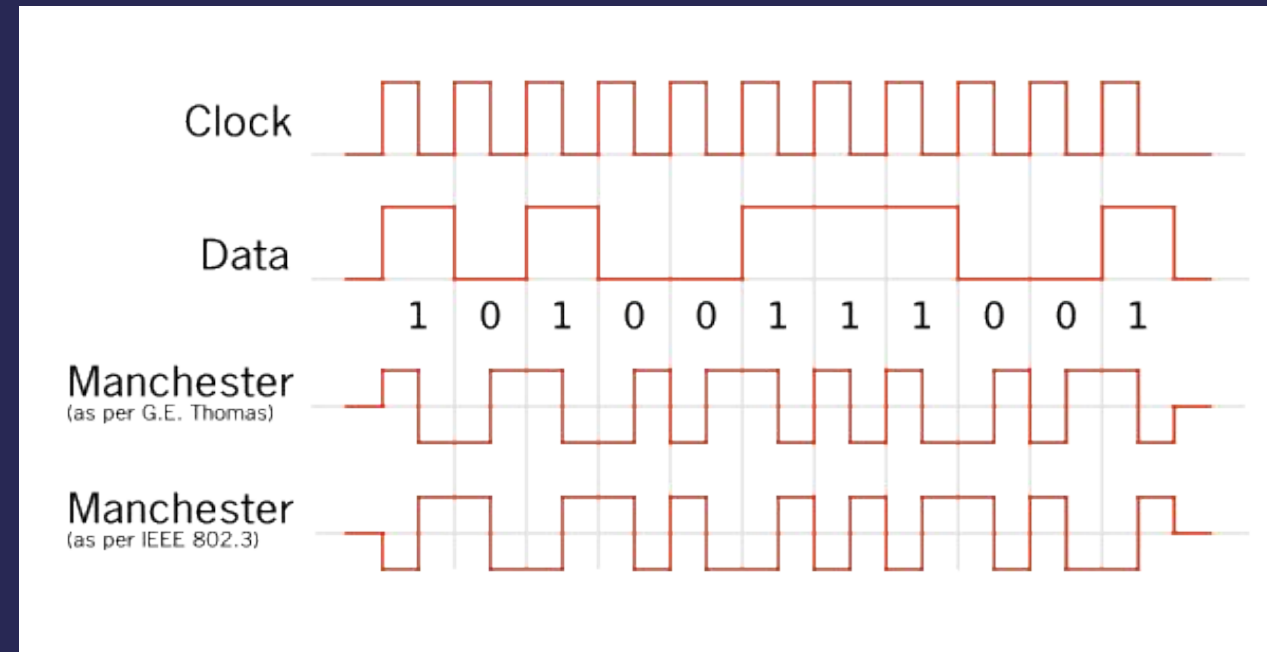 Clock
Data
1 0 1 0 0 1 1 1 0 0 1
Manchester
(as per G.E. Thomas)
Manchester
(as per IEEE 802.3)